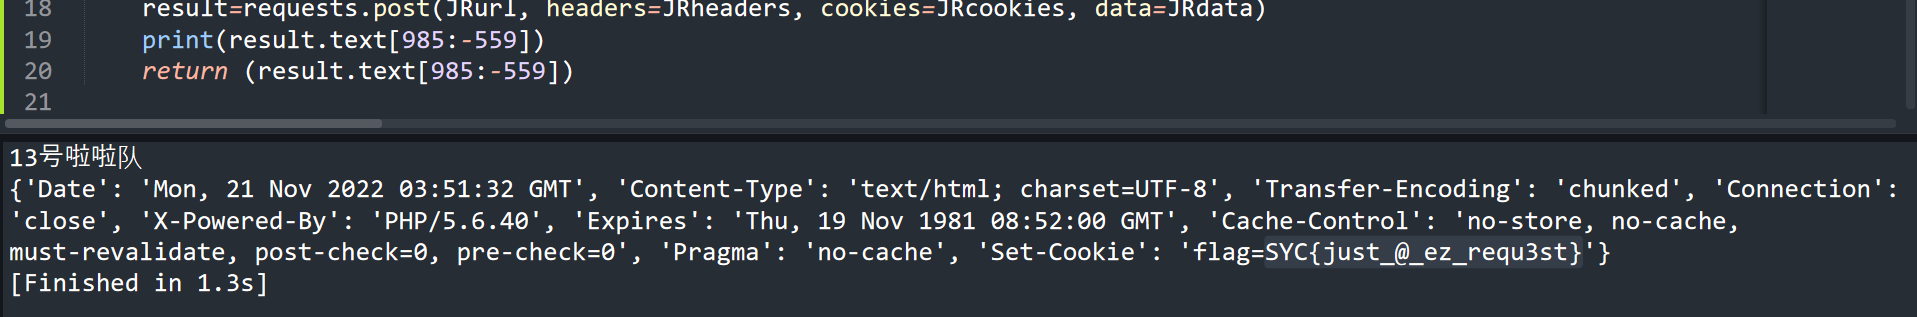 18 result=requests.post(JRurl, headers=JRheaders, cookies=JRcookies, data=JRdata)
19 print(result.text[985:-559])
20 return (result.text[985:-559])
21
13号啦啦队
{'Date': 'Mon, 21 Nov 2022 03:51:32 GMT', 'Content-Type': 'text/html; charset=UTF-8', 'Transfer-Encoding': 'chunked', 'Connection':
'close', 'X-Powered-By': 'PHP/5.6.40', 'Expires': 'Thu, 19 Nov 1981 08:52:00 GMT', 'Cache-Control': 'no-store, no-cache,
must-revalidate, post-check=0, pre-check=0', 'Pragma': 'no-cache', 'Set-Cookie': 'flag=SYC{just_@_ez_requ3st}'}
[Finished in 1.3s]